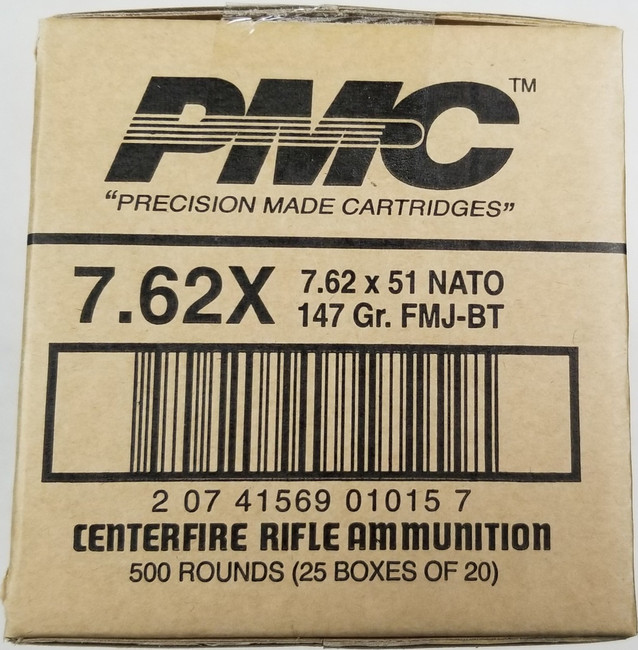 PMC™
“PRECISION MADE CARTRIDGES”
7.62X
7.62 x 51 NATO
147 Gr. FMJ-BT
2 07 41569 01015 7
CENTERFIRE RIFLE AMMUNITION
500 ROUNDS (25 BOXES OF 20)